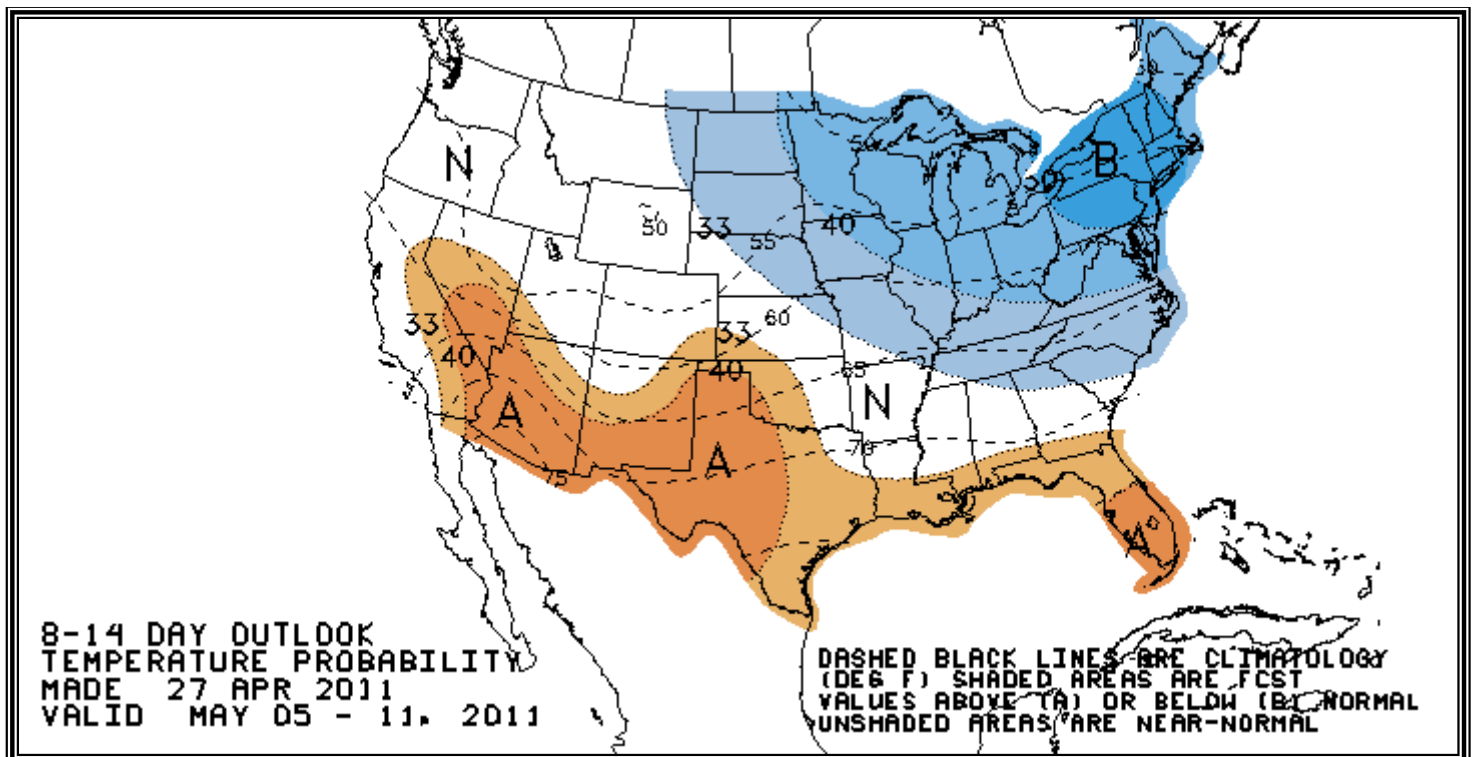 N
B
50
33
50
55
40
33
33
60
40
40
65
A
N
A
70
75
A
8-14 DAY OUTLOOK
TEMPERATURE PROBABILITY
MADE 27 APR 2011
VALID MAY 05 - 11, 2011
DASHED BLACK LINES ARE CLIMATOLOGY
(DEG F) SHADED AREAS ARE FCST
VALUES ABOVE (A) OR BELOW (B) NORMAL
UNSHADED AREAS ARE NEAR-NORMAL